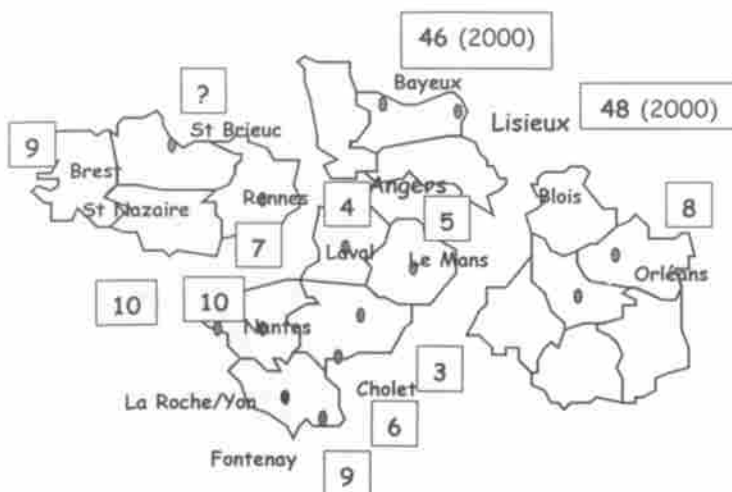 46 (2000)
Bayeux
?
48 (2000)
St Brieuc
Lisieux
9
Brest
Angers
Blois
St Nazaire
Rennes
4
5
8
7
Laval
Le Mans
Orléans
10
10
Nantes
3
La Roche/Yon
Cholet
6
Fontenay
9